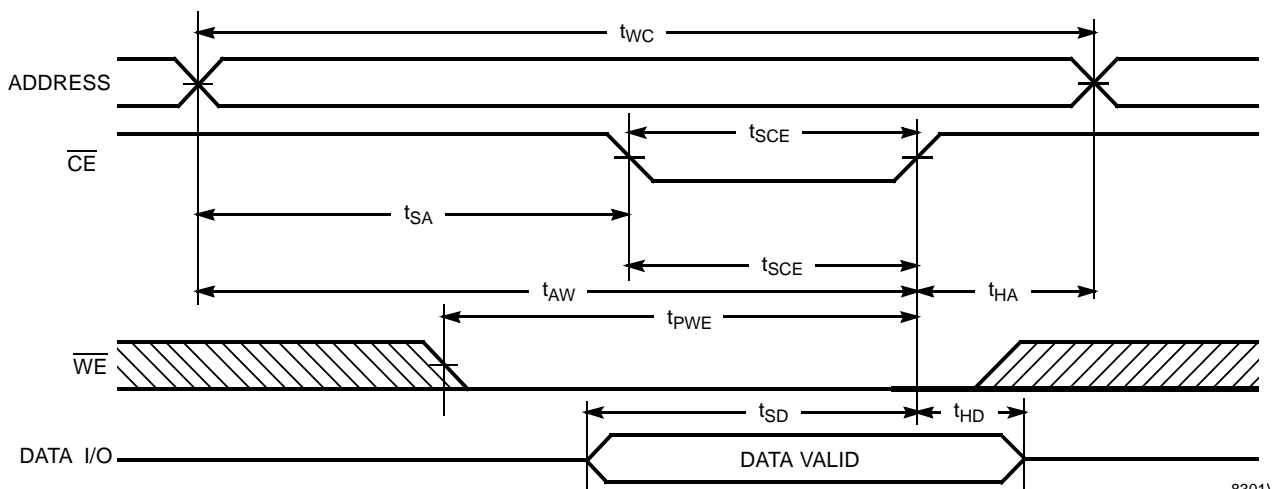 tWC
ADDRESS
tSCE
CE
tSA
tSCE
tAW
tHA
tPWE
WE
tSD
tHD
DATA I/O
DATA VALID